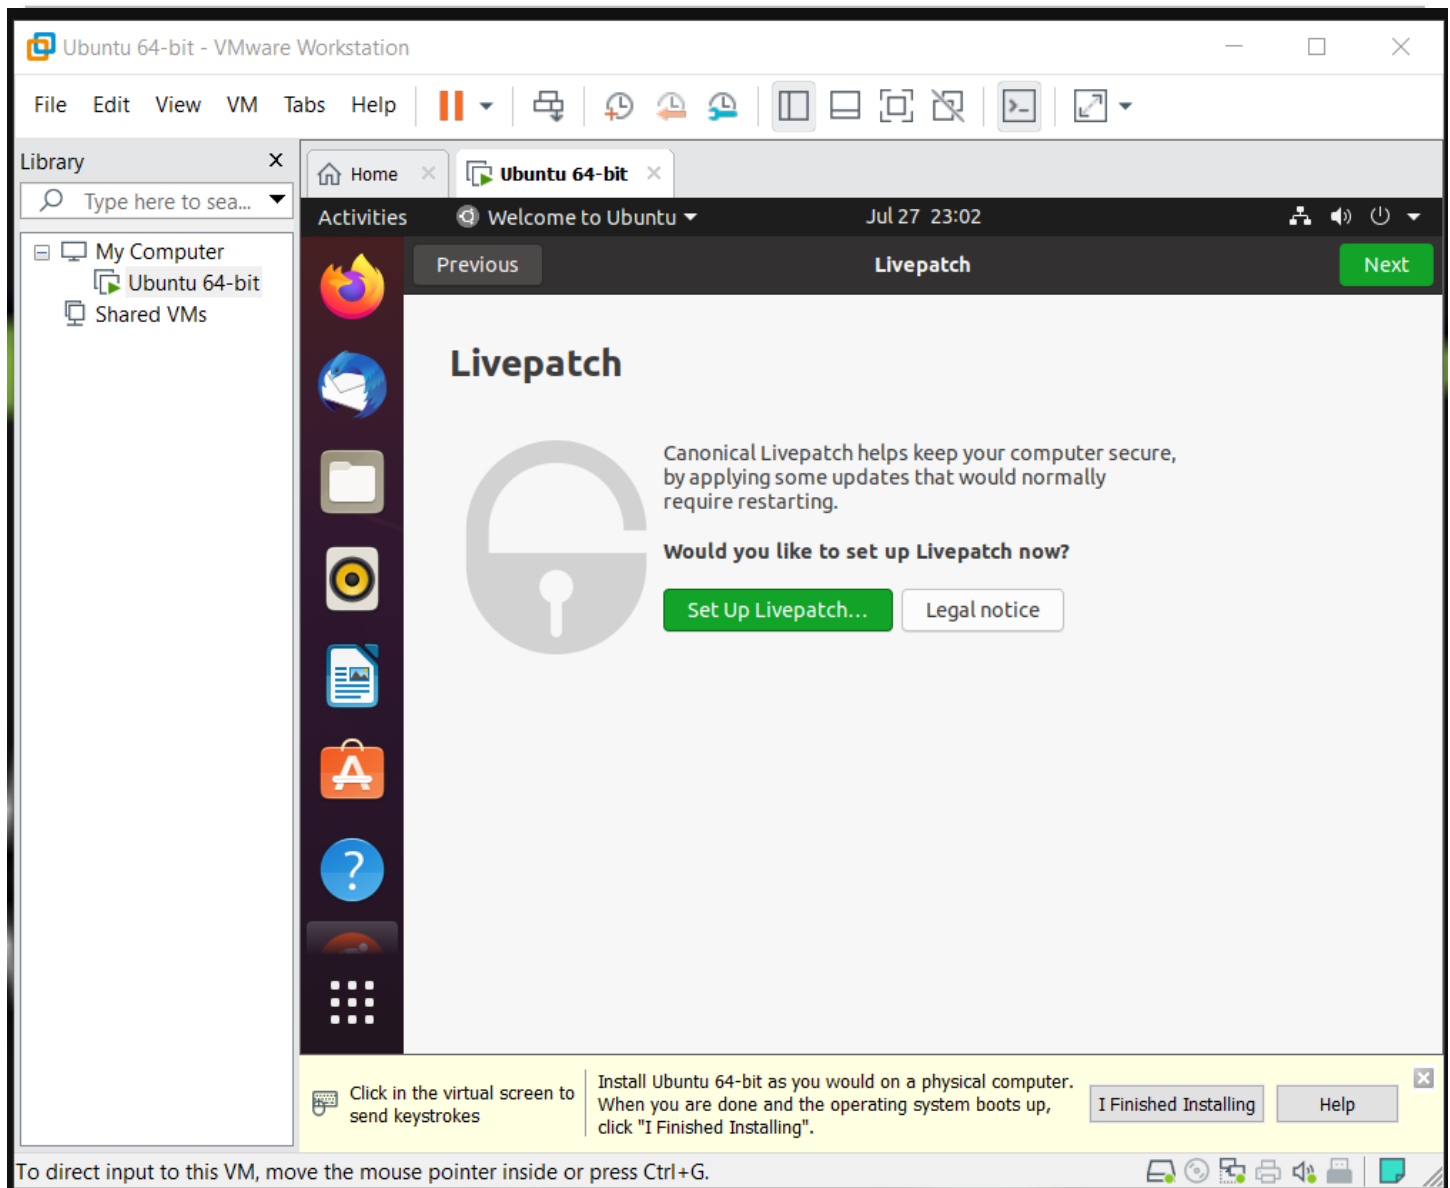 Ubuntu 64-bit - VMware Workstation
File Edit View VM Tabs Help
Library X
Type here to sea...
My Computer
Ubuntu 64-bit
Shared VMs
Home
Ubuntu 64-bit
Activities Welcome to Ubuntu Jul 27 23:02
Previous Livepatch Next
Livepatch
Canonical Livepatch helps keep your computer secure,
by applying some updates that would normally
require restarting.
Would you like to set up Livepatch now?
Set Up Livepatch... Legal notice
Click in the virtual screen to
send keystrokes
Install Ubuntu 64-bit as you would on a physical computer.
When you are done and the operating system boots up,
click "I Finished Installing".
I Finished Installing Help
To direct input to this VM, move the mouse pointer inside or press Ctrl+G.